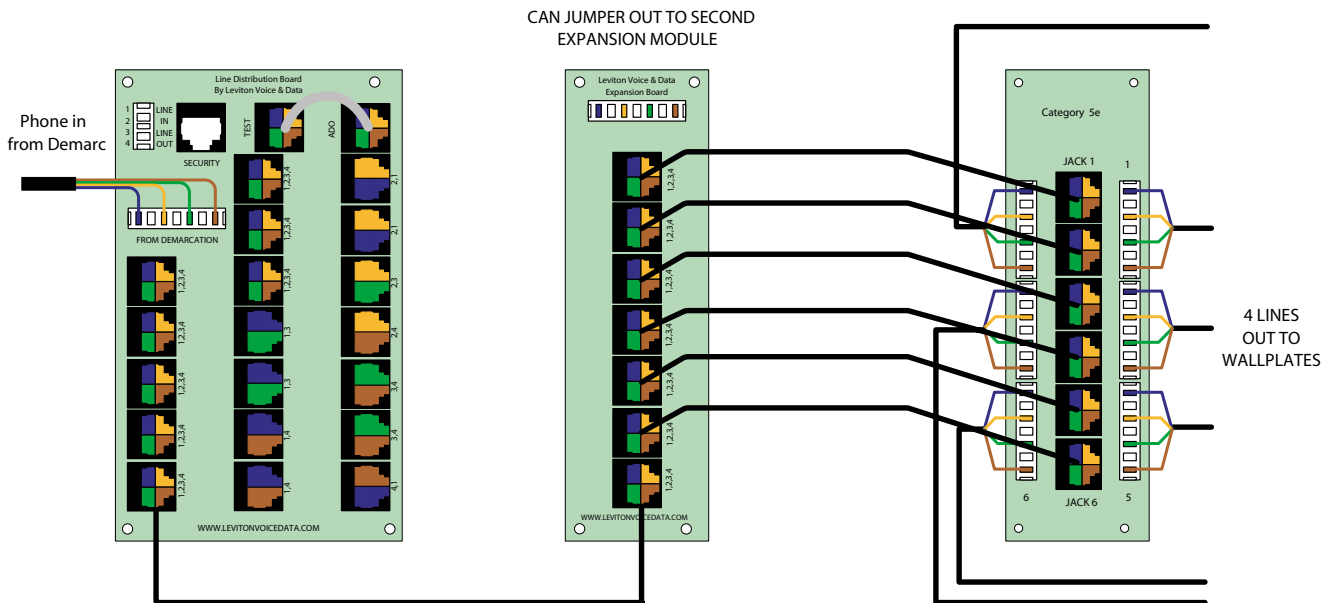 CAN JUMPER OUT TO SECOND
EXPANSION MODULE
Phone in
from Demarc
Line Distribution Board
By Leviton Voice & Data
1
2
3
4
LINE
IN
LINE
OUT
SECURITY
TEST
ADO
FROM DEMARCATION
1,2,3,4
1,2,3,4
1,2,3,4
1,2,3,4
1,2,3,4
1,2,3,4
1,2,3,4
1,2,3,4
1,3
1,3
1,4
1,4
2,1
2,1
2,3
2,4
3,4
3,4
4,1
WWW.LEVITONVOICEDATA.COM
Leviton Voice & Data
Expansion Board
1,2,3,4
1,2,3,4
1,2,3,4
1,2,3,4
1,2,3,4
1,2,3,4
1,2,3,4
WWW.LEVITONVOICEDATA.COM
Category 5e
JACK 1
1
6
JACK 6
5
4 LINES
OUT TO
WALLPLATES